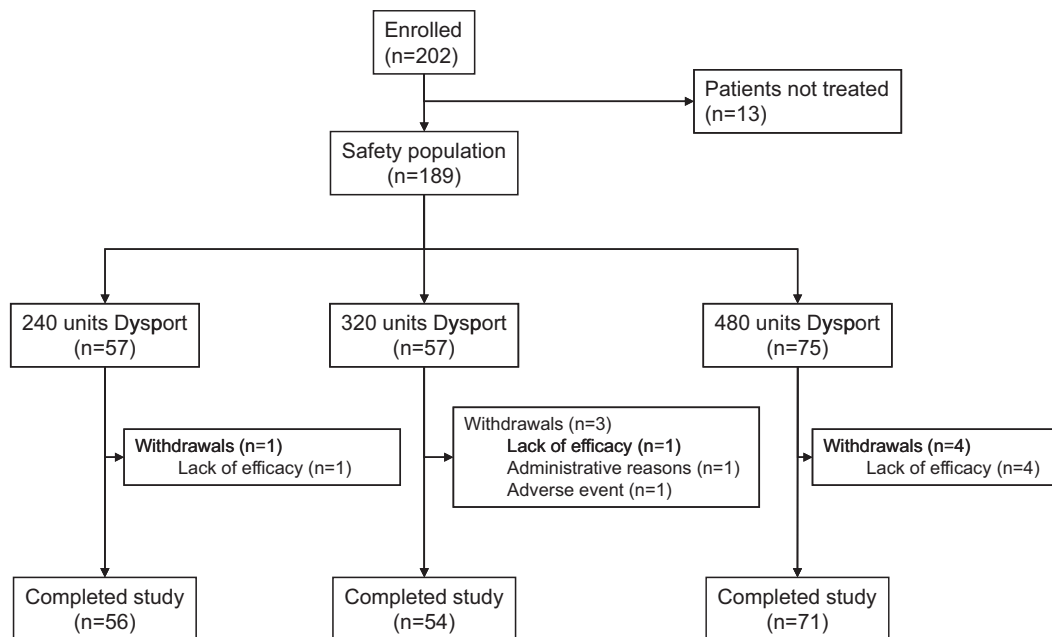 Enrolled
(n=202)
Patients not treated
(n=13)
Safety population
(n=189)
240 units Dysport
(n=57)
320 units Dysport
(n=57)
480 units Dysport
(n=75)
Withdrawals (n=1)
Lack of efficacy (n=1)
Withdrawals (n=3)
Lack of efficacy (n=1)
Administrative reasons (n=1)
Adverse event (n=1)
Withdrawals (n=4)
Lack of efficacy (n=4)
Completed study
(n=56)
Completed study
(n=54)
Completed study
(n=71)